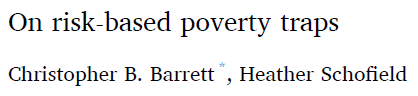 On risk-based poverty traps
Christopher B. Barrett *, Heather Schofield